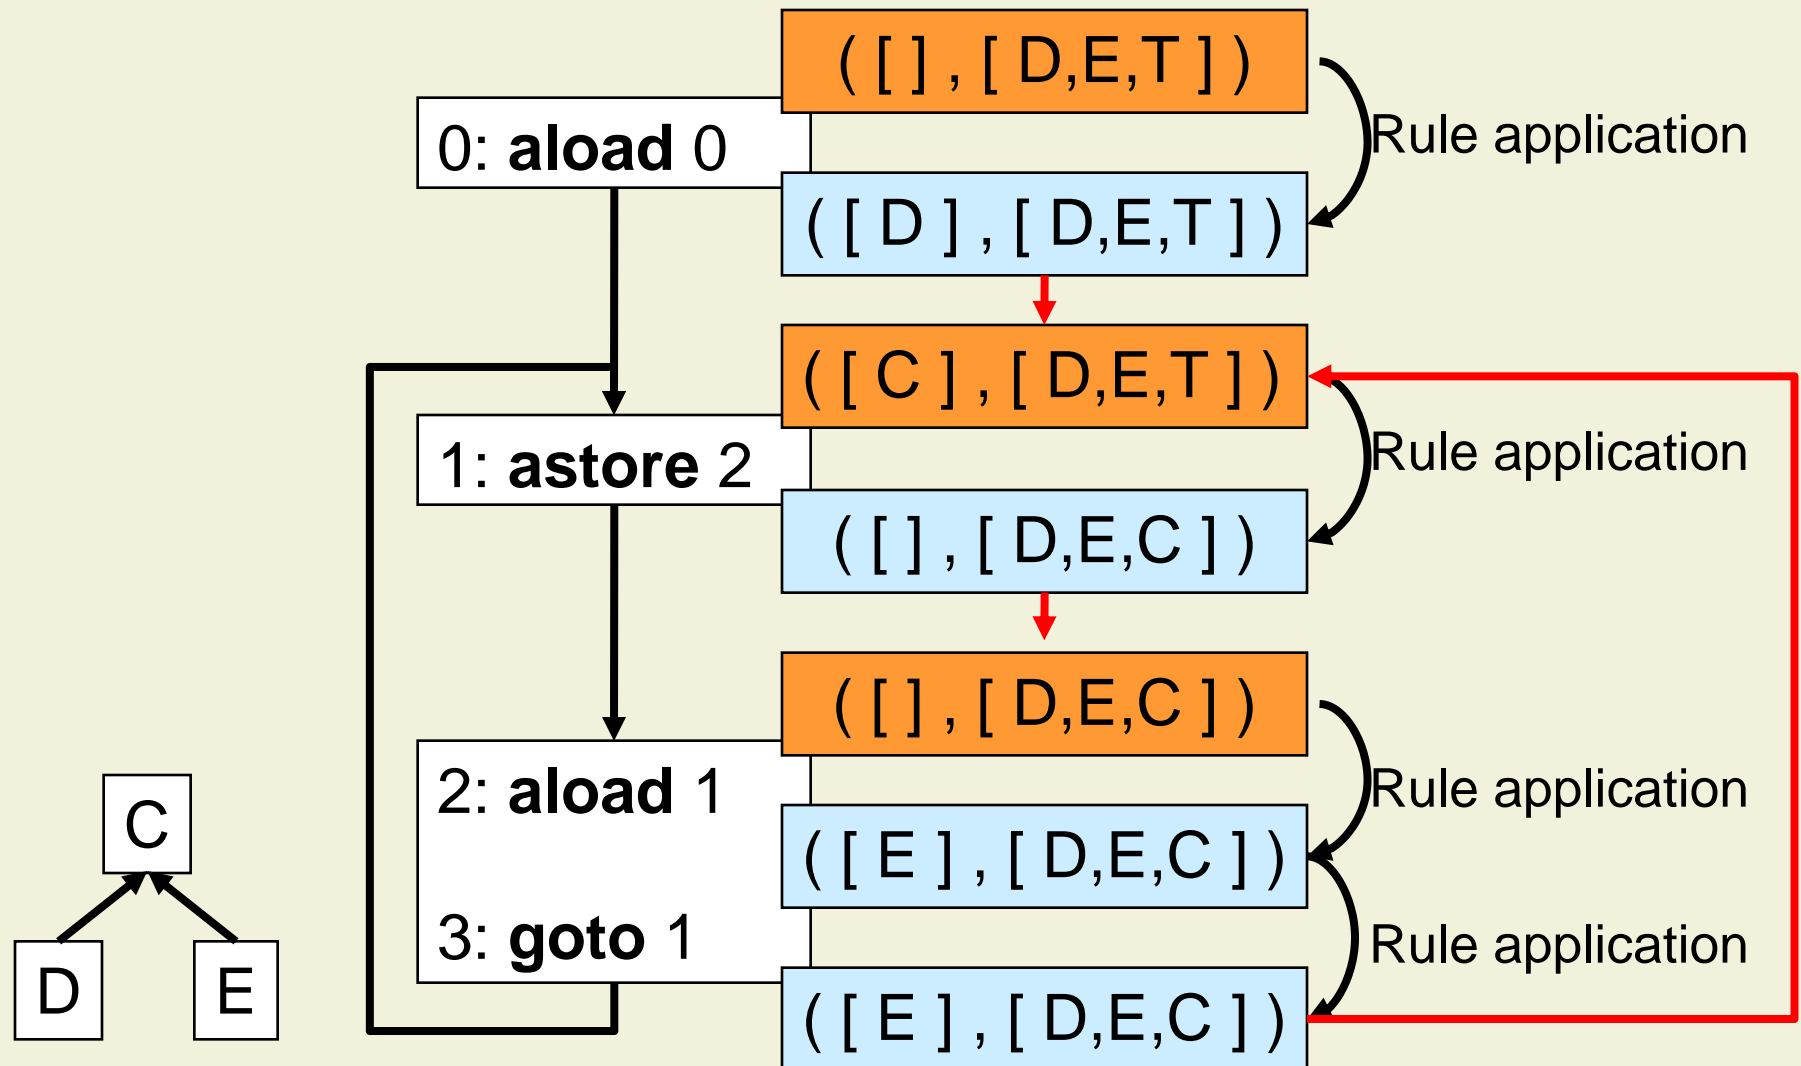 ( [ ] , [ D,E,T ] )
0: aload 0
Rule application
( [ D ] , [ D,E,T ] )
( [ C ] , [ D,E,T ] )
1: astore 2
Rule application
( [ ] , [ D,E,C ] )
( [ ] , [ D,E,C ] )
2: aload 1
Rule application
( [ E ] , [ D,E,C ] )
3: goto 1
Rule application
( [ E ] , [ D,E,C ] )
C
D
E